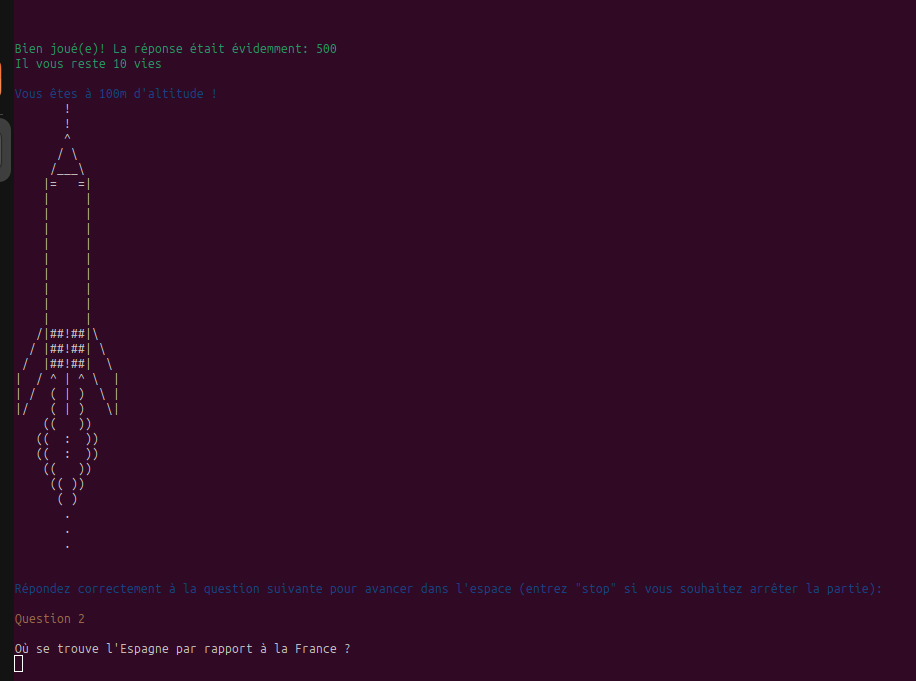 Bien joué(e)! La réponse était évidemment: 500
Il vous reste 10 vies
Vous êtes à 100m d'altitude !
       !
       !
       ^
      / \
     /___\
    |=   =|
    |     |
    |     |
    |     |
    |     |
    |     |
    |     |
    |     |
    |     |
    |     |
   /|##!##|\
  / |##!##| \
 /  |##!##|  \
|  / ^ | ^ \  |
| /  ( | )  \ |
|/   ( | )   \|
    ((   ))
   ((  :  ))
   ((  :  ))
    ((   ))
     (( ))
      ( )
       .
       .
       .
Répondez correctement à la question suivante pour avancer dans l'espace (entrez "stop" si vous souhaitez arrêter la partie):
Question 2
Où se trouve l'Espagne par rapport à la France ?